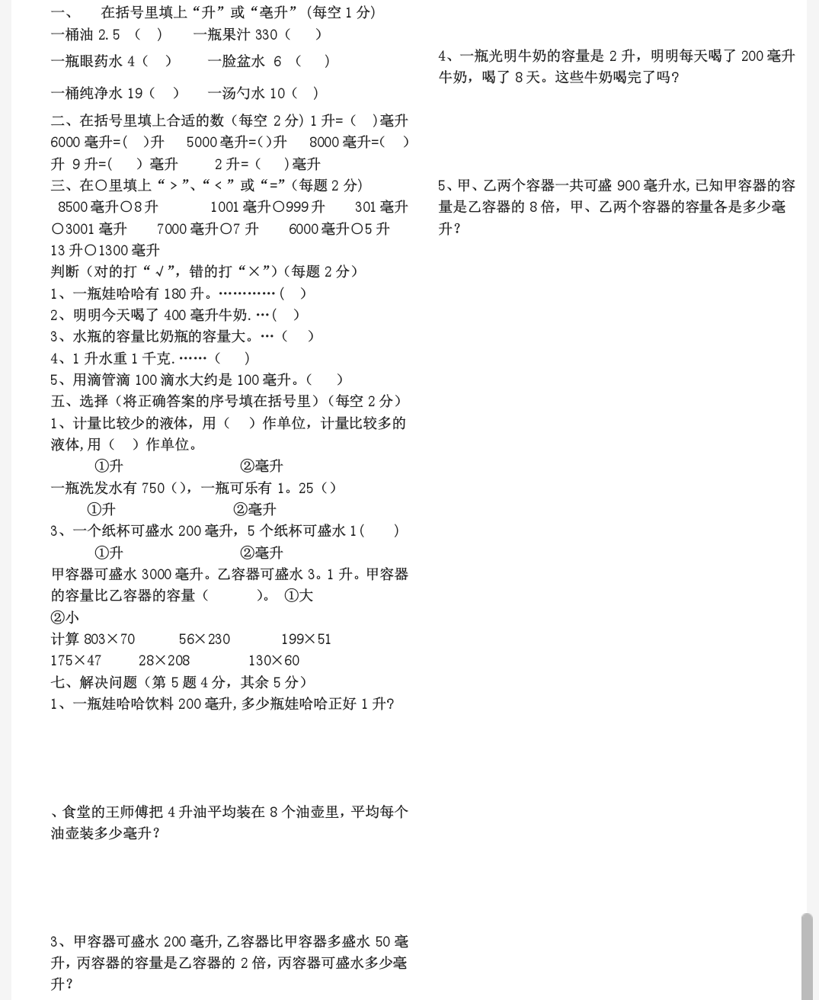 一、 在括号里填上“升”或“毫升” (每空 1 分)
一桶油 2.5 （ ) 一瓶果汁 330（ ）
一瓶眼药水 4（ ） 一脸盆水 6 （ )
一桶纯净水 19（ ） 一汤勺水 10（ )
二、在括号里填上合适的数（每空 2 分) 1 升=（ )毫升
6000 毫升=( )升 5000 毫升=()升 8000 毫升=( ）
升 9 升=( ）毫升 2 升=（ )毫升
三、在○里填上“＞”、“＜”或“=”（每题 2 分)
8500 毫升○8 升 1001 毫升○999 升 301 毫升
○3001 毫升 7000 毫升○7 升 6000 毫升○5 升
13 升○1300 毫升
判断（对的打“√”，错的打“×”）（每题 2 分）
1、一瓶娃哈哈有 180 升。…………( ）
2、明明今天喝了 400 毫升牛奶. …( ）
3、水瓶的容量比奶瓶的容量大。…（ ）
4、1 升水重 1 千克. ……（ )
5、用滴管滴 100 滴水大约是 100 毫升。（ ）
五、选择（将正确答案的序号填在括号里）（每空 2 分）
1、计量比较少的液体，用（ ）作单位，计量比较多的
液体,用（ ）作单位。
①升 ②毫升
一瓶洗发水有 750（），一瓶可乐有 1。25（）
①升 ②毫升
3、一个纸杯可盛水 200 毫升，5 个纸杯可盛水 1( )
①升 ②毫升
甲容器可盛水 3000 毫升。乙容器可盛水 3。1 升。甲容器
的容量比乙容器的容量（ ）。 ①大
②小
计算 803×70 56×230 199×51
175×47 28×208 130×60
七、解决问题（第 5 题 4 分，其余 5 分）
1、一瓶娃哈哈饮料 200 毫升,多少瓶娃哈哈正好 1 升?
、食堂的王师傅把 4 升油平均装在 8 个油壶里，平均每个
油壶装多少毫升？
3、甲容器可盛水 200 毫升,乙容器比甲容器多盛水 50 毫
升，丙容器的容量是乙容器的 2 倍，丙容器可盛水多少毫
升？
4、一瓶光明牛奶的容量是 2 升，明明每天喝了 200 毫升
牛奶，喝了 8 天。这些牛奶喝完了吗?
5、甲、乙两个容器一共可盛 900 毫升水,已知甲容器的容
量是乙容器的 8 倍，甲、乙两个容器的容量各是多少毫
升？